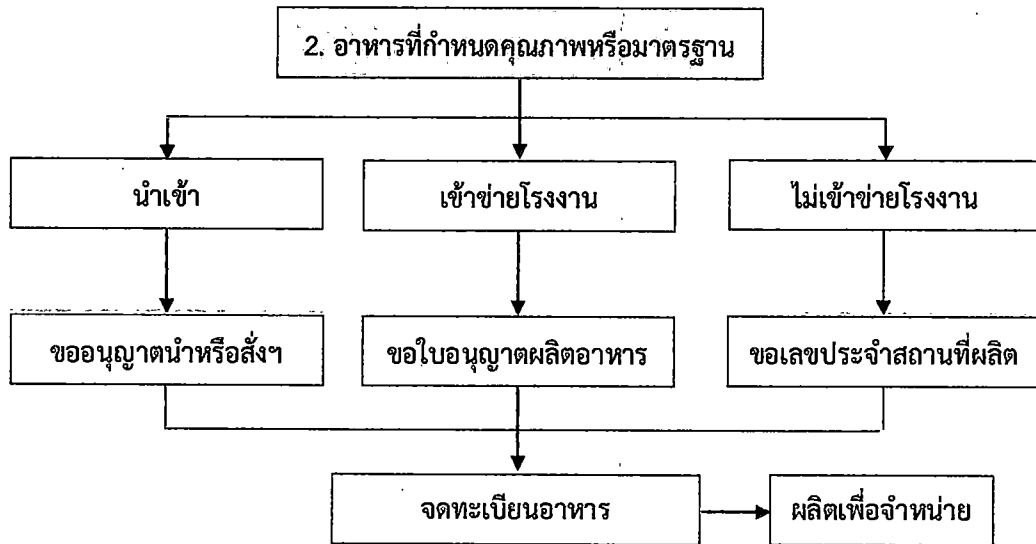 2. อาหารที่กำหนดคุณภาพหรือมาตรฐาน
นำเข้า
เข้าข่ายโรงงาน
ไม่เข้าข่ายโรงงาน
ขออนุญาตนำหรือสั่งฯ
ขอใบอนุญาตผลิตอาหาร
ขอเลขประจำสถานที่ผลิต
จดทะเบียนอาหาร
ผลิตเพื่อจำหน่าย